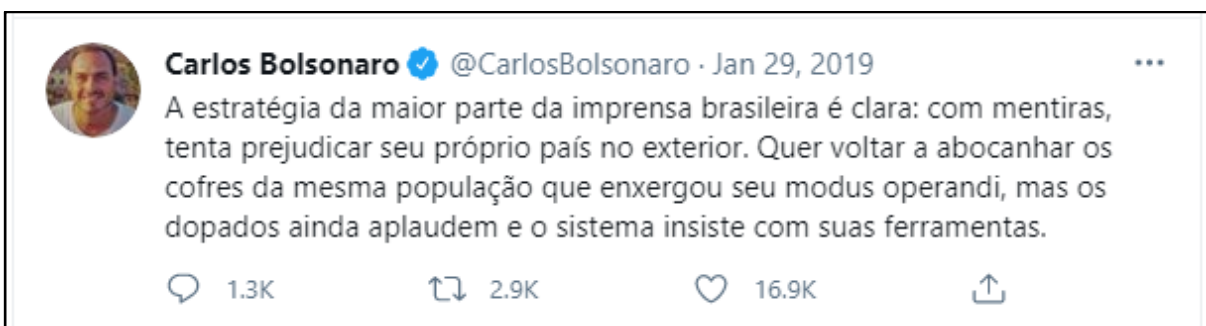 Carlos Bolsonaro @CarlosBolsonaro · Jan 29, 2019
A estratégia da maior parte da imprensa brasileira é clara: com mentiras,
tenta prejudicar seu próprio país no exterior. Quer voltar a abocanhar os
cofres da mesma população que enxergou seu modus operandi, mas os
dopados ainda aplaudem e o sistema insiste com suas ferramentas.
1.3K 2.9K 16.9K